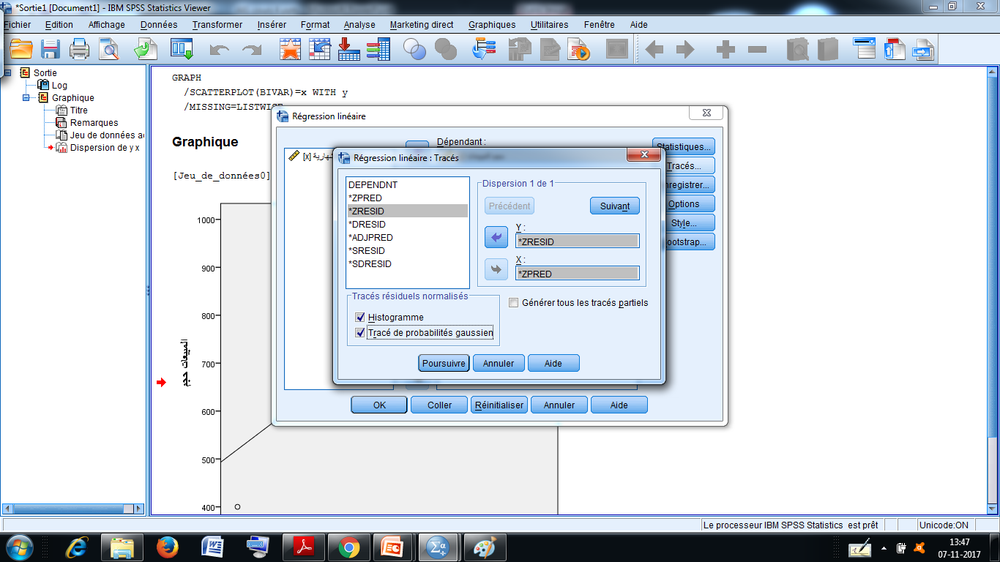 *Sortie1 [Document1] - IBM SPSS Statistics Viewer
Fichier Edition Affichage Données Transformer Insérer Format Analyse Marketing direct Graphiques Utilitaires Fenêtre Aide
Sortie
Log
Graphique
Titre
Remarques
Jeu de données a
Dispersion de y x
GRAPH
/SCATTERPLOT(BIVAR)=x WITH y
/MISSING=LISTWISE
Graphique
[Jeu_de_données0]
1000
900
800
700
600
500
400
المبيعات
Régression linéaire
[x]
Dépendant :
Statistiques...
Tracés...
nregistrer...
Options
Style...
ootstrap...
OK Coller Réinitialiser Annuler Aide
Régression linéaire : Tracés
DEPENDNT
*ZPRED
*ZRESID
*DRESID
*ADJPRED
*SRESID
*SDRESID
Dispersion 1 de 1
Précédent Suivant
Y :
*ZRESID
X :
*ZPRED
Tracés résiduels normalisés
Histogramme
Tracé de probabilités gaussien
Générer tous les tracés partiels
Poursuivre Annuler Aide
Le processeur IBM SPSS Statistics est prêt Unicode:ON
13:47
07-11-2017